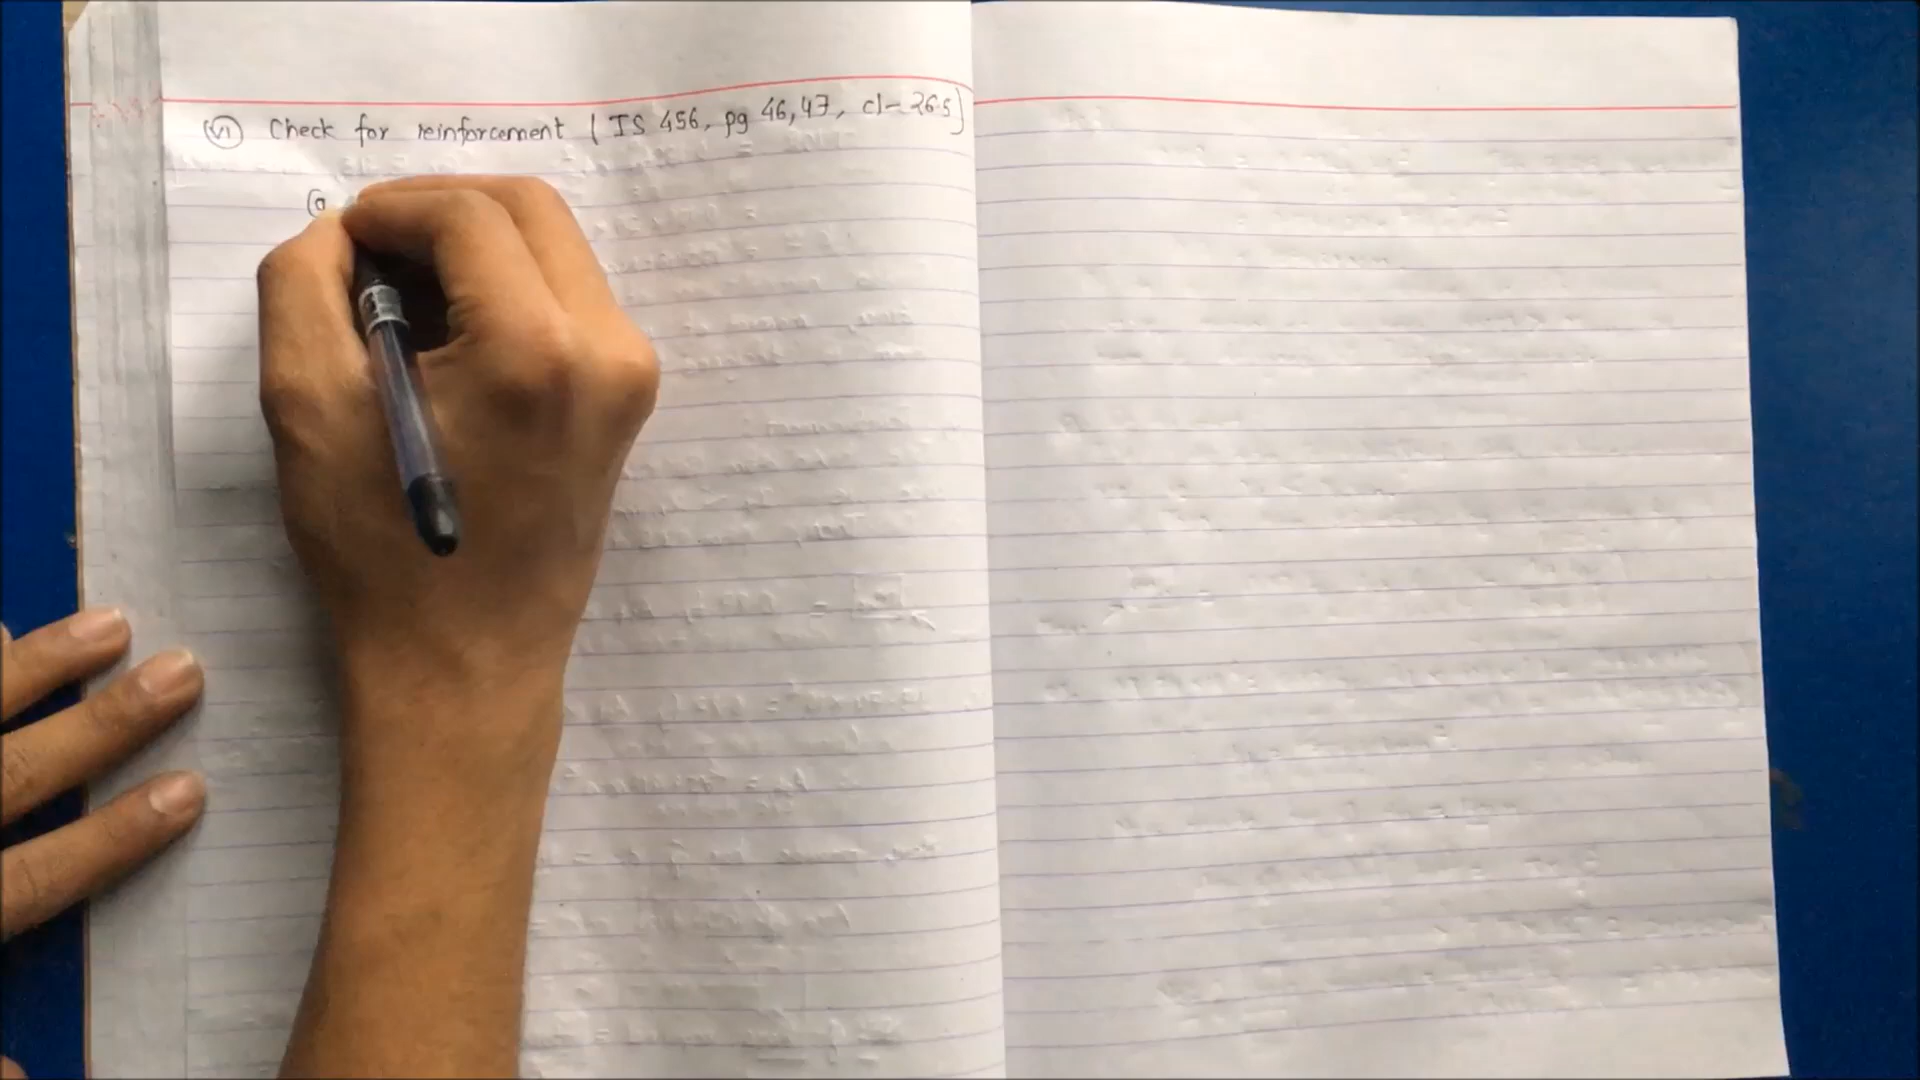 (VI) Check for reinforcement ( IS 456, pg 46,47, cl- 26.5]
(a